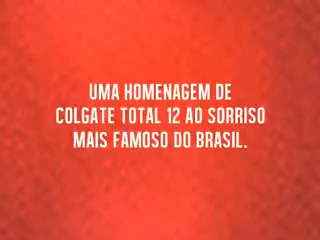 UMA HOMENAGEM DE
COLGATE TOTAL 12 AO SORRISO
MAIS FAMOSO DO BRASIL.